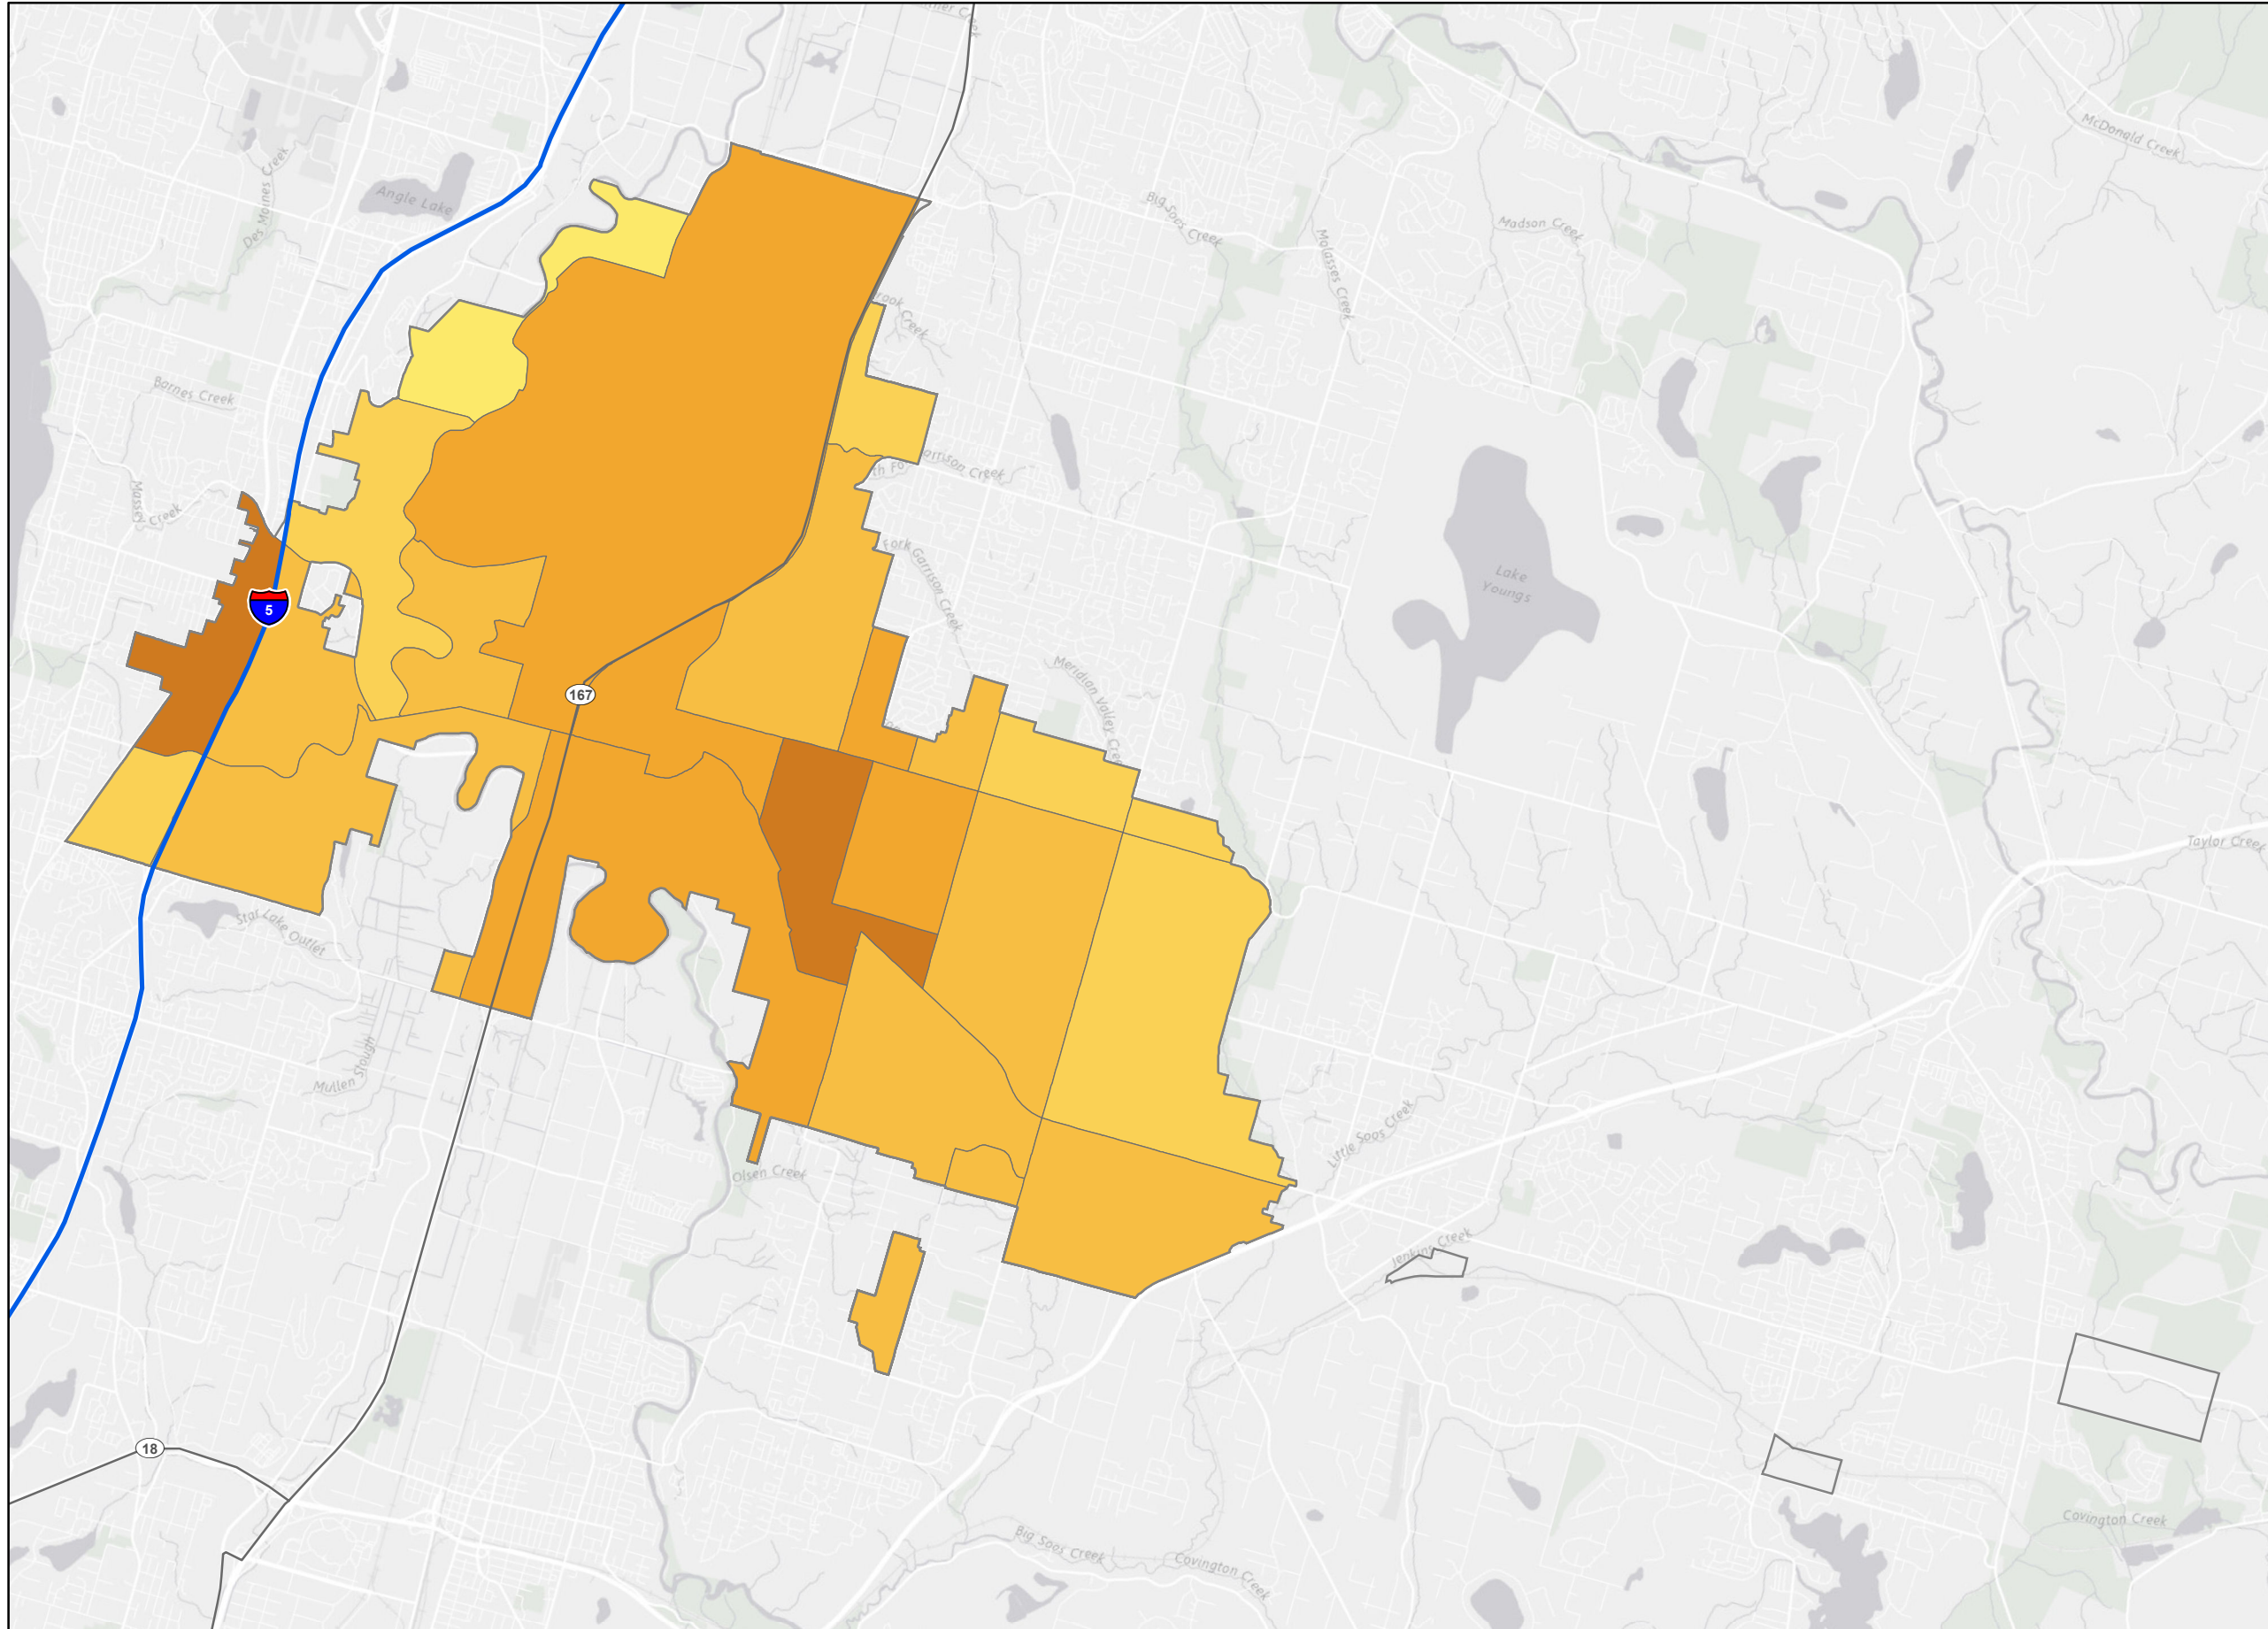 Angle Lake
Des Moines Creek
McDonald Creek
Big Soos Creek
Madson Creek
Molasses Creek
Creek
Barnes Creek
Garrison Creek
Massey Creek
Fork Garrison Creek
Lake
Youngs
5
Meridian Valley Creek
167
Taylor Creek
Star Lake Outlet
Mullen Slough
Little Soos Creek
Olsen Creek
Jenkins Creek
18
Big Soos Creek
Covington Creek
Covington Creek